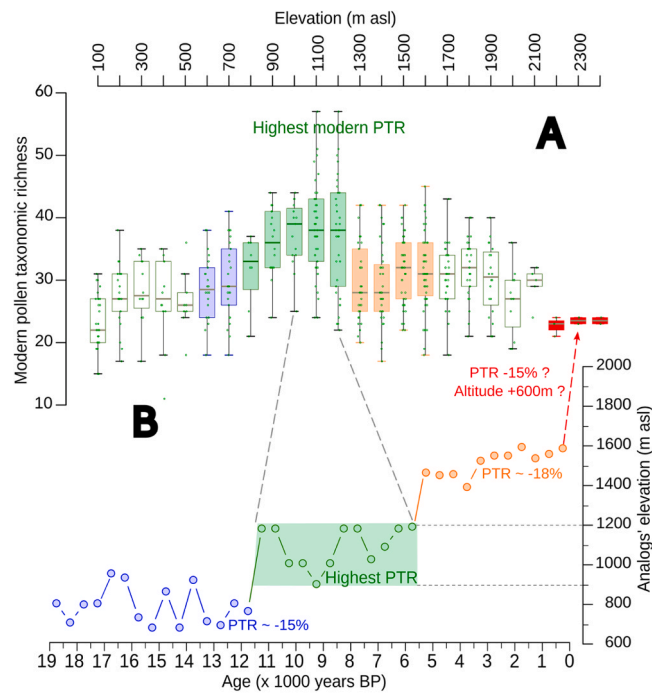 Elevation (m asl)
100 300 500 700 900 1100 1300 1500 1700 1900 2100 2300
Modern pollen taxonomic richness
60
50
40
30
20
10
Highest modern PTR
A
PTR -15% ?
Altitude +600m ?
B
2000
1800
1600
1400
1200
1000
800
600
Analogs' elevation (m asl)
PTR ~ -18%
Highest PTR
PTR ~ -15%
19 18 17 16 15 14 13 12 11 10 9 8 7 6 5 4 3 2 1 0
Age (x 1000 years BP)